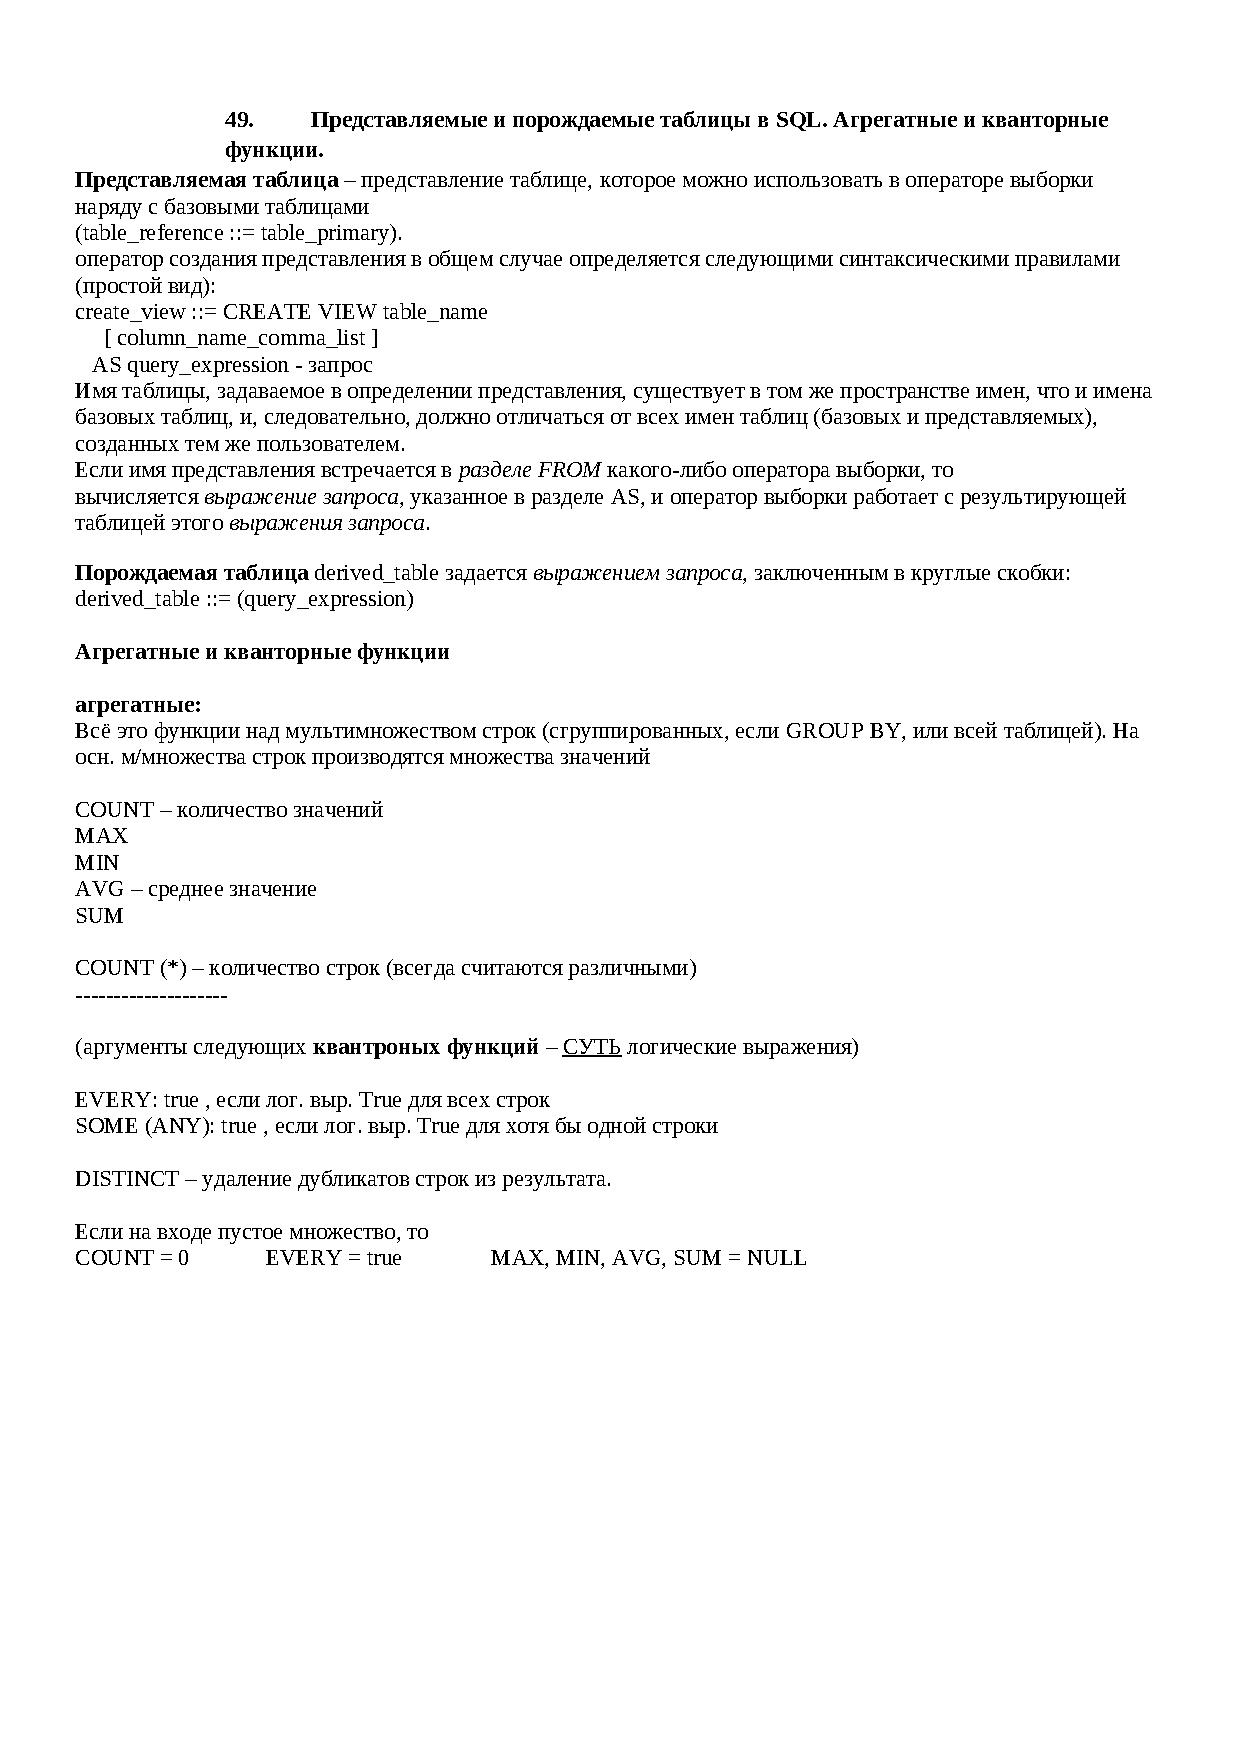 49. Представляемые и порождаемые таблицы в SQL. Агрегатные и кванторные
функции.
Представляемая таблица – представление таблице, которое можно использовать в операторе выборки
наряду с базовыми таблицами
(table_reference ::= table_primary).
оператор создания представления в общем случае определяется следующими синтаксическими правилами
(простой вид):
create_view ::= CREATE VIEW table_name
[ column_name_comma_list ]
AS query_expression - запрос
Имя таблицы, задаваемое в определении представления, существует в том же пространстве имен, что и имена
базовых таблиц, и, следовательно, должно отличаться от всех имен таблиц (базовых и представляемых),
созданных тем же пользователем.
Если имя представления встречается в разделе FROM какого-либо оператора выборки, то
вычисляется выражение запроса, указанное в разделе AS, и оператор выборки работает с результирующей
таблицей этого выражения запроса.
Порождаемая таблица derived_table задается выражением запроса, заключенным в круглые скобки:
derived_table ::= (query_expression)
Агрегатные и кванторные функции
агрегатные:
Всё это функции над мультимножеством строк (сгруппированных, если GROUP BY, или всей таблицей). На
осн. м/множества строк производятся множества значений
COUNT – количество значений
MAX
MIN
AVG – среднее значение
SUM
COUNT (*) – количество строк (всегда считаются различными)
--------------------
(аргументы следующих квантроных функций – СУТЬ логические выражения)
EVERY: true , если лог. выр. True для всех строк
SOME (ANY): true , если лог. выр. True для хотя бы одной строки
DISTINCT – удаление дубликатов строк из результата.
Если на входе пустое множество, то
COUNT = 0 EVERY = true MAX, MIN, AVG, SUM = NULL